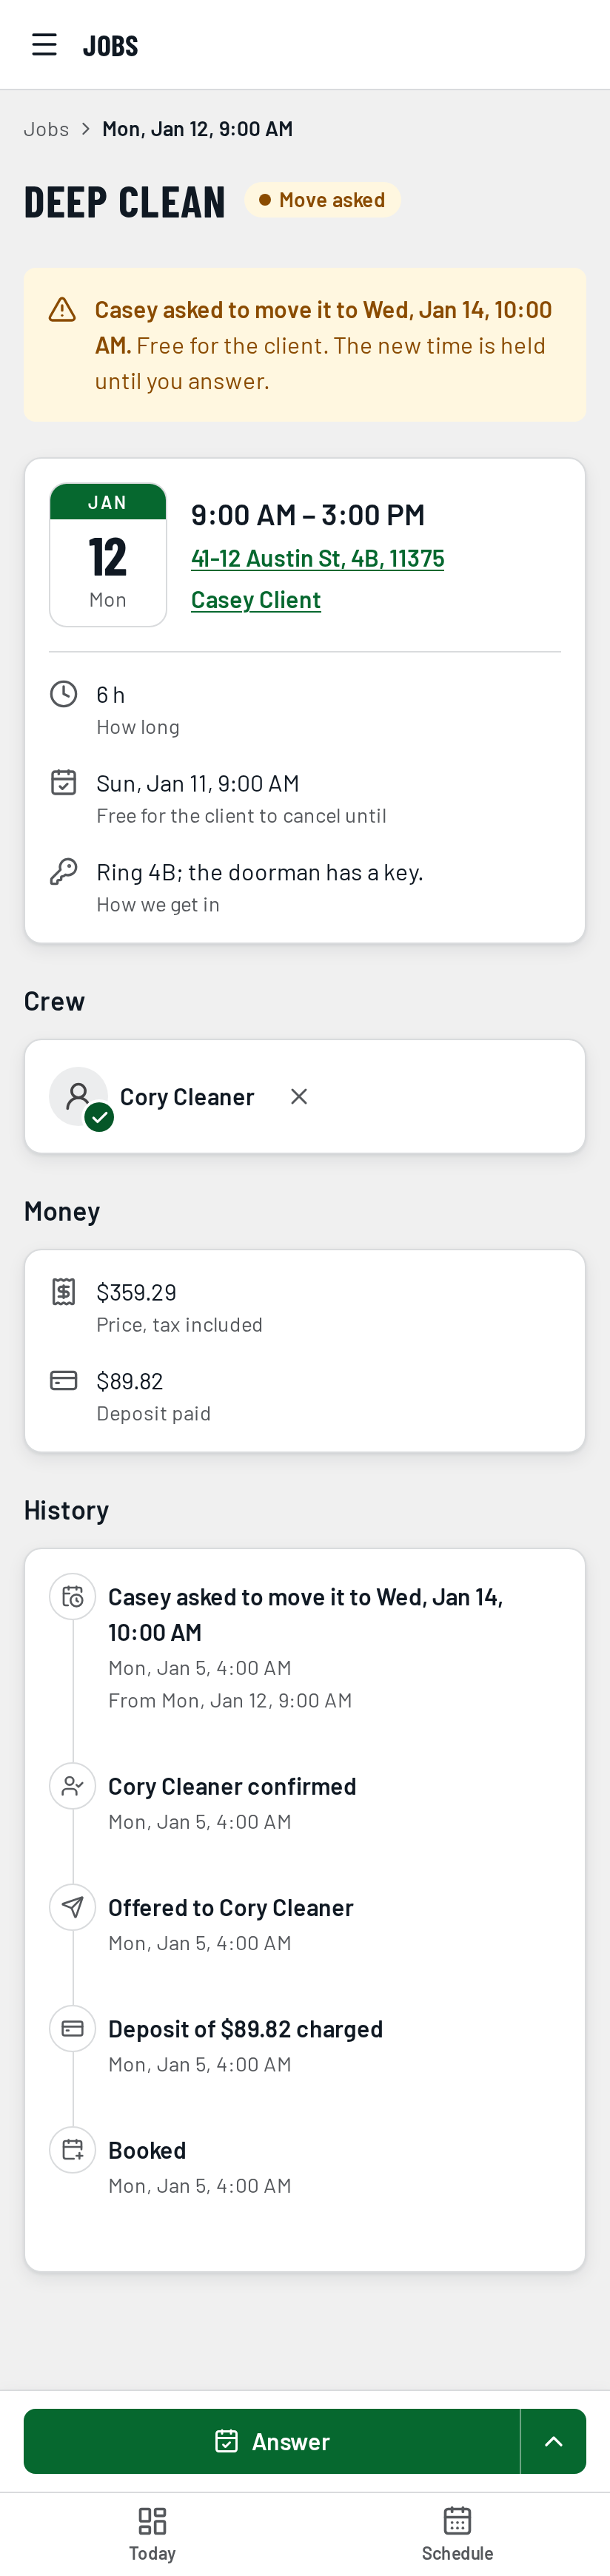 JOBS
Jobs > Mon, Jan 12, 9:00 AM
DEEP CLEAN
Move asked
Casey asked to move it to Wed, Jan 14, 10:00
AM. Free for the client. The new time is held
until you answer.
JAN
12
Mon
9:00 AM – 3:00 PM
41-12 Austin St, 4B, 11375
Casey Client
6 h
How long
Sun, Jan 11, 9:00 AM
Free for the client to cancel until
Ring 4B; the doorman has a key.
How we get in
Crew
Cory Cleaner
Money
$359.29
Price, tax included
$89.82
Deposit paid
History
Casey asked to move it to Wed, Jan 14,
10:00 AM
Mon, Jan 5, 4:00 AM
From Mon, Jan 12, 9:00 AM
Cory Cleaner confirmed
Mon, Jan 5, 4:00 AM
Offered to Cory Cleaner
Mon, Jan 5, 4:00 AM
Deposit of $89.82 charged
Mon, Jan 5, 4:00 AM
Booked
Mon, Jan 5, 4:00 AM
Answer
Today
Schedule